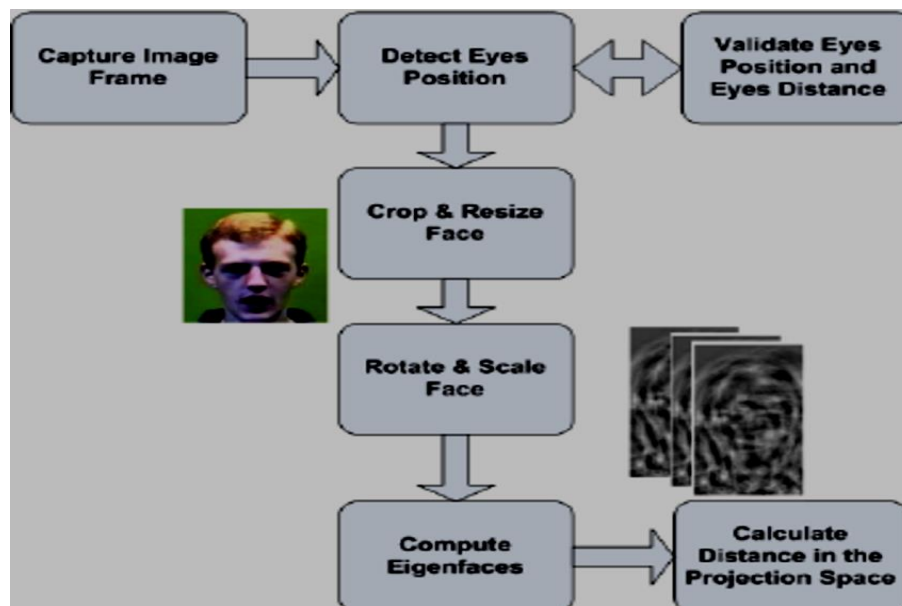 Capture Image
Frame
Detect Eyes
Position
Validate Eyes
Position and
Eyes Distance
Crop & Resize
Face
Rotate & Scale
Face
Compute
Eigenfaces
Calculate
Distance in the
Projection Space